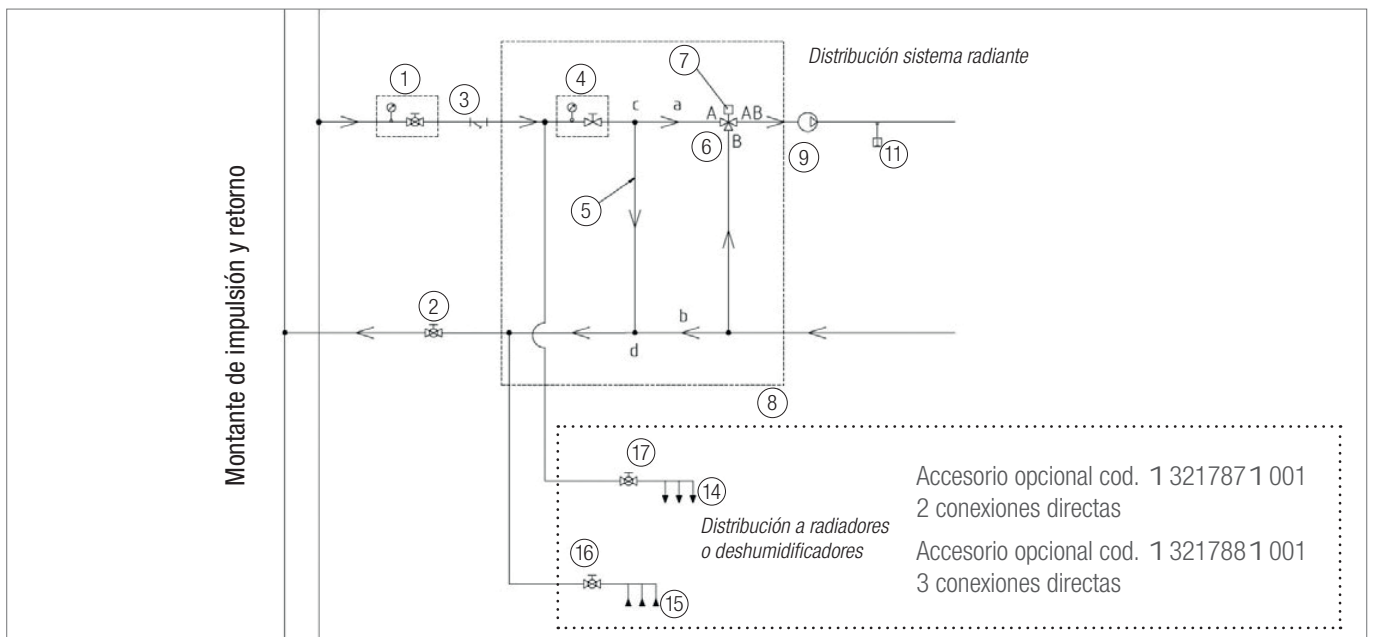 Distribución sistema radiante
1
3
4
7
c
a
A
AB
6
B
9
11
5
Montante de impulsión y retorno
2
b
d
8
17
14
Distribución a radiadores
o deshumidificadores
16
15
Accesorio opcional cod. 1 321787 1 001
2 conexiones directas
Accesorio opcional cod. 1 321788 1 001
3 conexiones directas